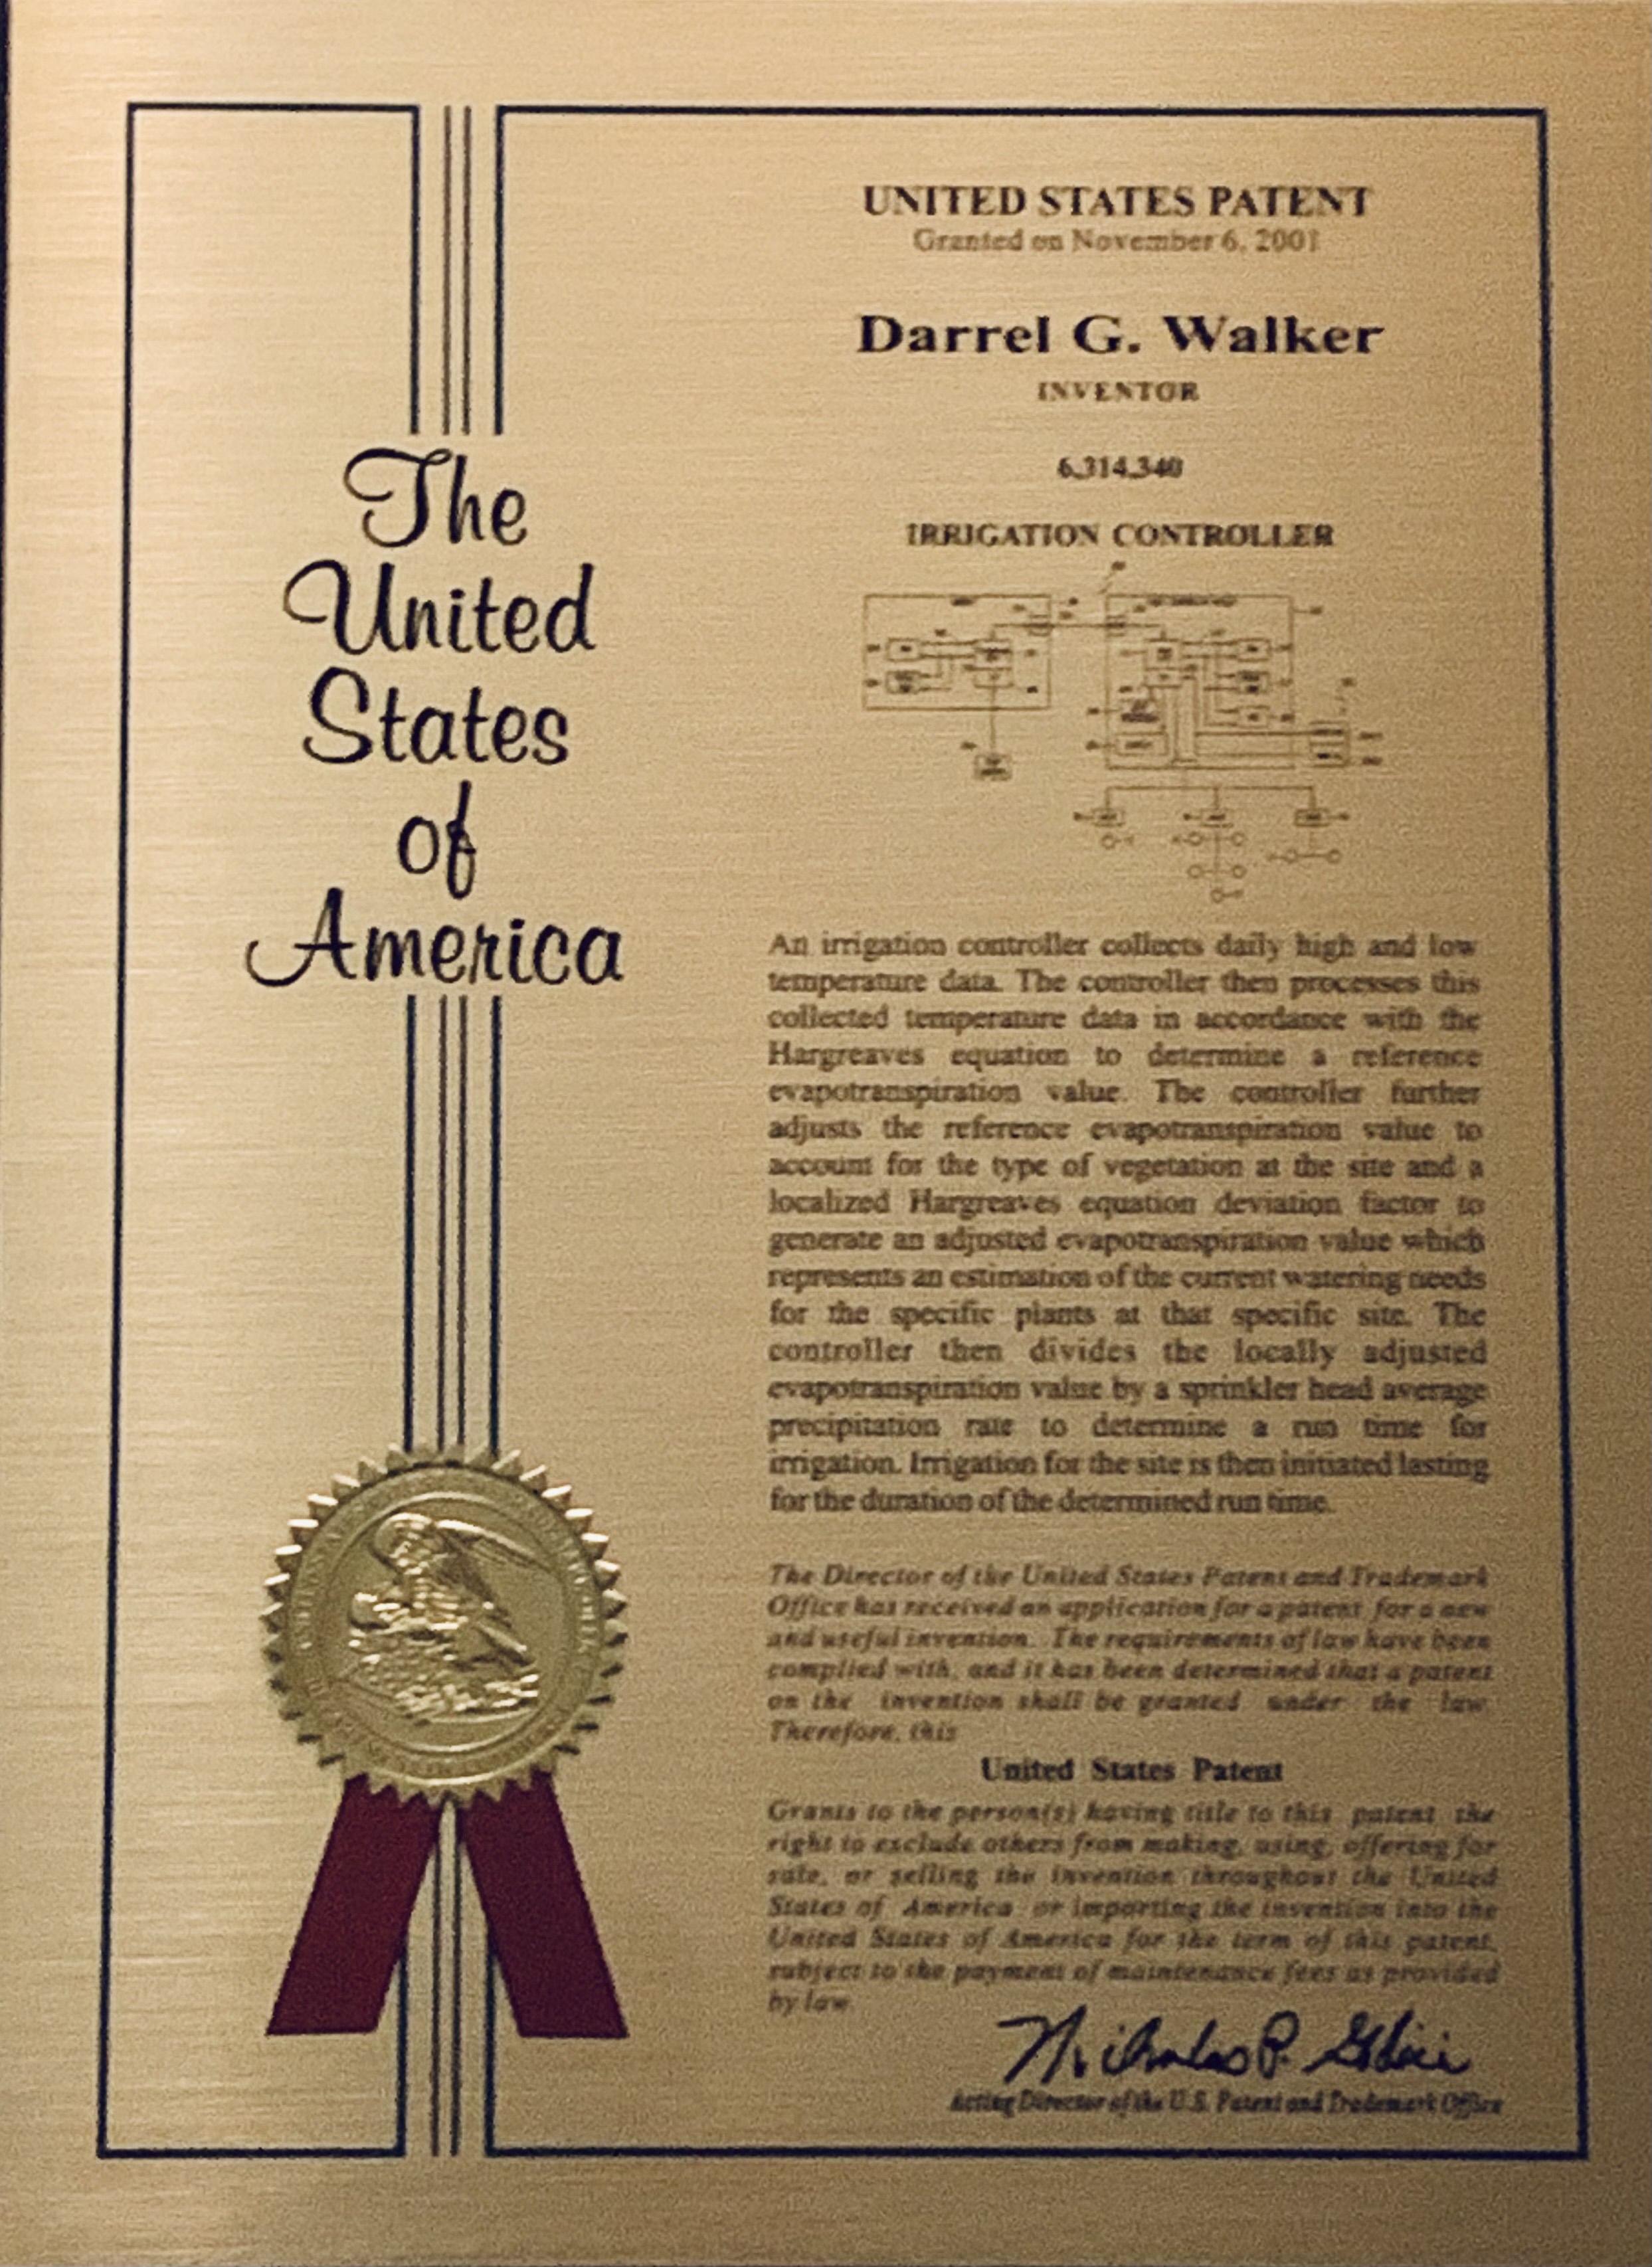 The
United
States
of
America
UNITED STATES PATENT
Granted on November 6, 2001
Darrel G. Walker
INVENTOR
6,314,340
IRRIGATION CONTROLLER
An irrigation controller collects daily high and low
temperature data. The controller then processes this
collected temperature data in accordance with the
Hargreaves equation to determine a reference
evapotranspiration value. The controller further
adjusts the reference evapotranspiration value to
account for the type of vegetation at the site and a
localized Hargreaves equation deviation factor to
generate an adjusted evapotranspiration value which
represents an estimation of the current watering needs
for the specific plants at that specific site. The
controller then divides the locally adjusted
evapotranspiration value by a sprinkler head average
precipitation rate to determine a run time for
irrigation. Irrigation for the site is then initiated lasting
for the duration of the determined run time.
The Director of the United States Patent and Trademark
Office has received an application for a patent for a new
and useful invention. The requirements of law have been
complied with, and it has been determined that a patent
on the invention shall be granted under the law.
Therefore, this
United States Patent
Grants to the person(s) having title to this patent the
right to exclude others from making, using, offering for
sale, or selling the invention throughout the United
States of America or importing the invention into the
United States of America for the term of this patent,
subject to the payment of maintenance fees as provided
by law.
Nicholas P. Godici
Acting Director of the U.S. Patent and Trademark Office